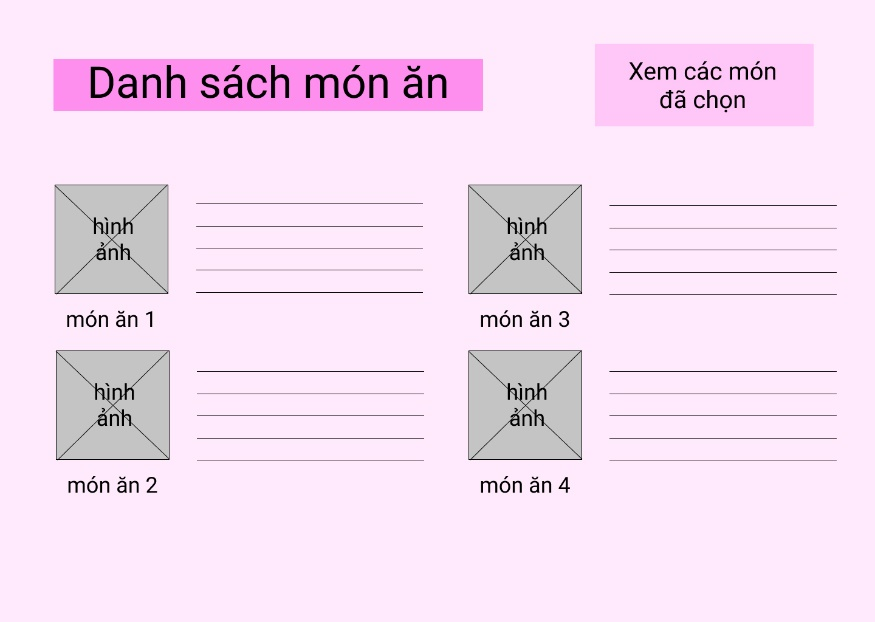 Danh sách món ăn
Xem các món
đã chọn
hình
ảnh
món ăn 1
hình
ảnh
món ăn 3
hình
ảnh
món ăn 2
hình
ảnh
món ăn 4